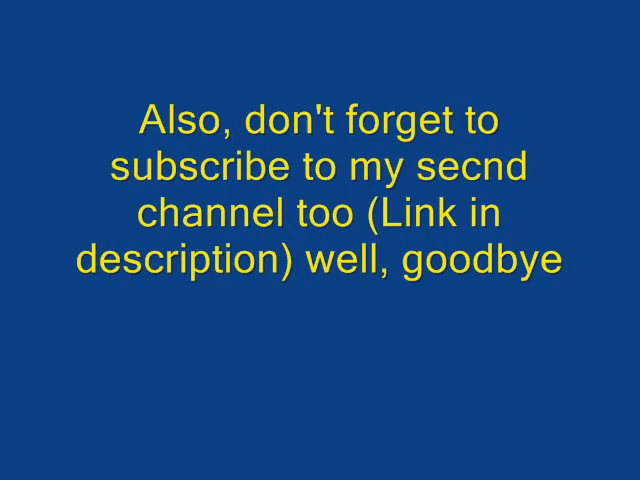 Also, don't forget to
subscribe to my secnd
channel too (Link in
description) well, goodbye